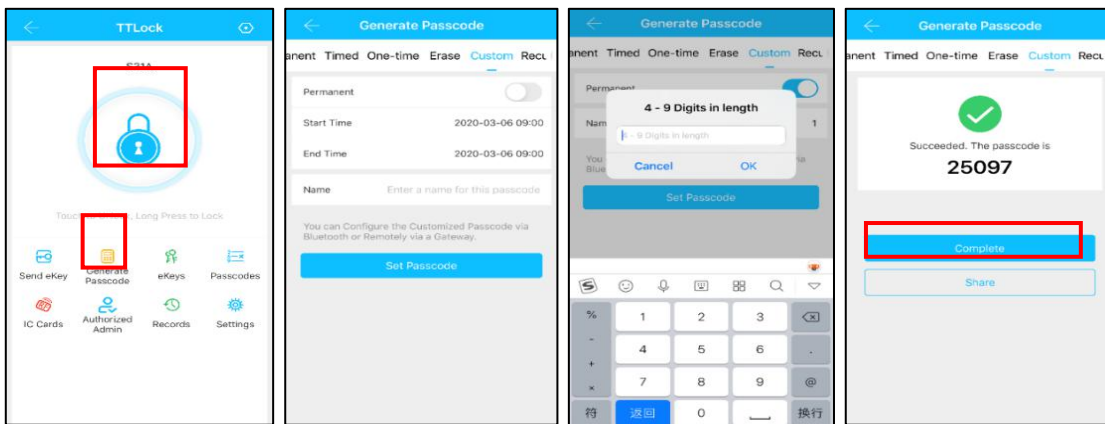 TTLock
S31A
Long Press to Lock
Send eKey
Generate
Passcode
eKeys
Passcodes
IC Cards
Authorized
Admin
Records
Settings
Generate Passcode
anent Timed One-time Erase Custom Recu
Permanent
Start Time 2020-03-06 09:00
End Time 2020-03-06 09:00
Name Enter a name for this passcode
You can Configure the Customized Passcode via
Bluetooth or Remotely via a Gateway.
Set Passcode
Generate Passcode
anent Timed One-time Erase Custom Recu
Permanent
4 - 9 Digits in length
Nam 1
4 - 9 Digits in length
You via
Blue
Cancel OK
Set Passcode
% 1 2 3
- 4 5 6 .
+
× 7 8 9 @
符 返回 0 换行
Generate Passcode
anent Timed One-time Erase Custom Recu
Succeeded. The passcode is
25097
Complete
Share